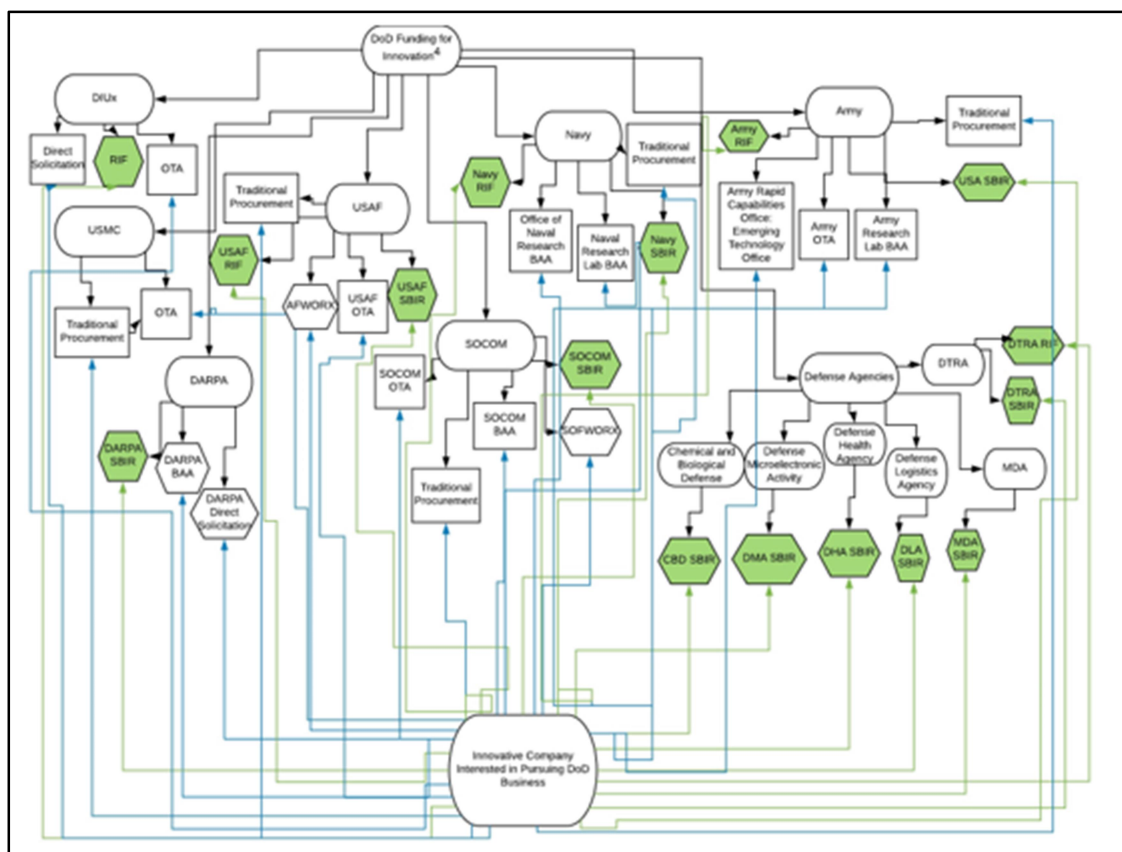 DoD Funding for
Innovation4
DIUx
Direct
Solicitation
RIF
OTA
USMC
Traditional
Procurement
OTA
USAF
Traditional
Procurement
USAF
RIF
AFWORX
USAF
OTA
USAF
SBIR
DARPA
DARPA
SBIR
DARPA
BAA
DARPA
Direct
Solicitation
Navy
Traditional
Procurement
Navy
RIF
Office of
Naval
Research
BAA
Naval
Research
Lab BAA
Navy
SBIR
SOCOM
SOCOM
OTA
Traditional
Procurement
SOCOM
BAA
SOCOM
SBIR
SOFWORX
Army
Traditional
Procurement
Army
RIF
USA SBIR
Army Rapid
Capabilities
Office:
Emerging
Technology
Office
Army
OTA
Army
Research
Lab BAA
Defense Agencies
DTRA
DTRA RIF
DTRA
SBIR
Chemical and
Biological
Defense
Defense
Microelectronic
Activity
Defense
Health
Agency
Defense
Logistics
Agency
MDA
CBD SBIR
DMA SBIR
DHA SBIR
DLA
SBIR
MDA
SBIR
Innovative Company
Interested in Pursuing DoD
Business